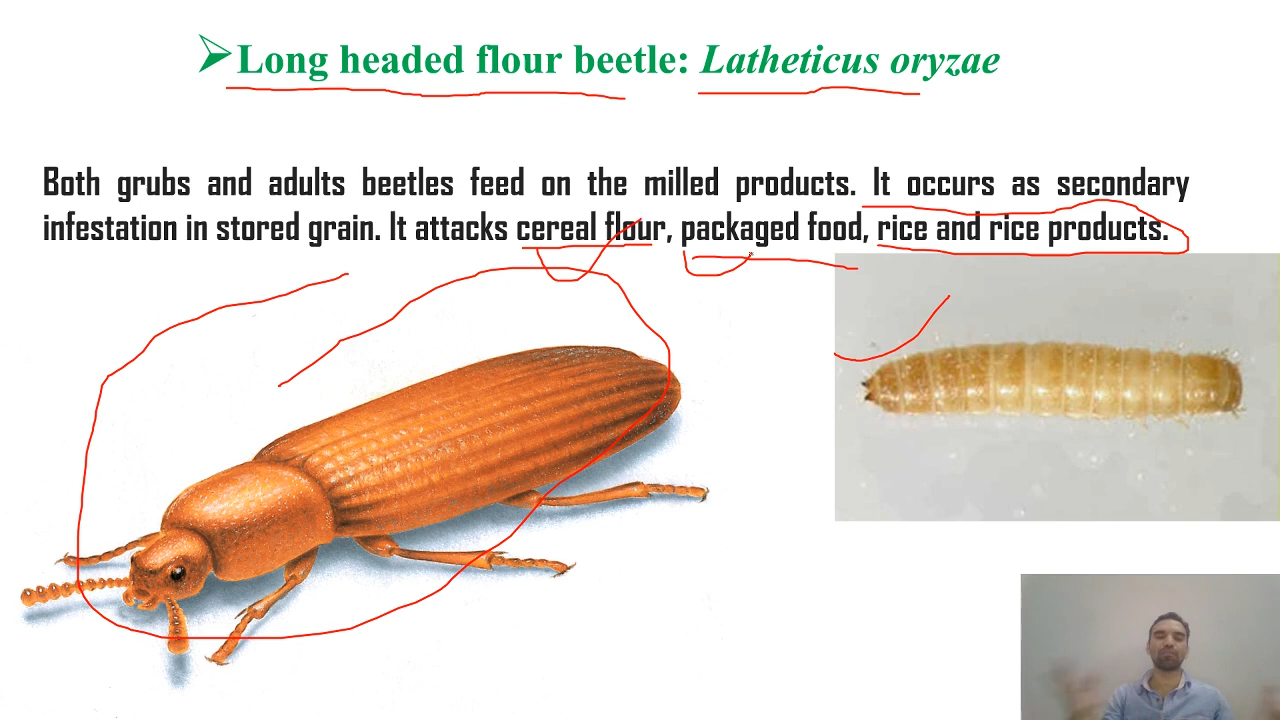 Long headed flour beetle: Latheticus oryzae
Both grubs and adults beetles feed on the milled products. It occurs as secondary
infestation in stored grain. It attacks cereal flour, packaged food, rice and rice products.